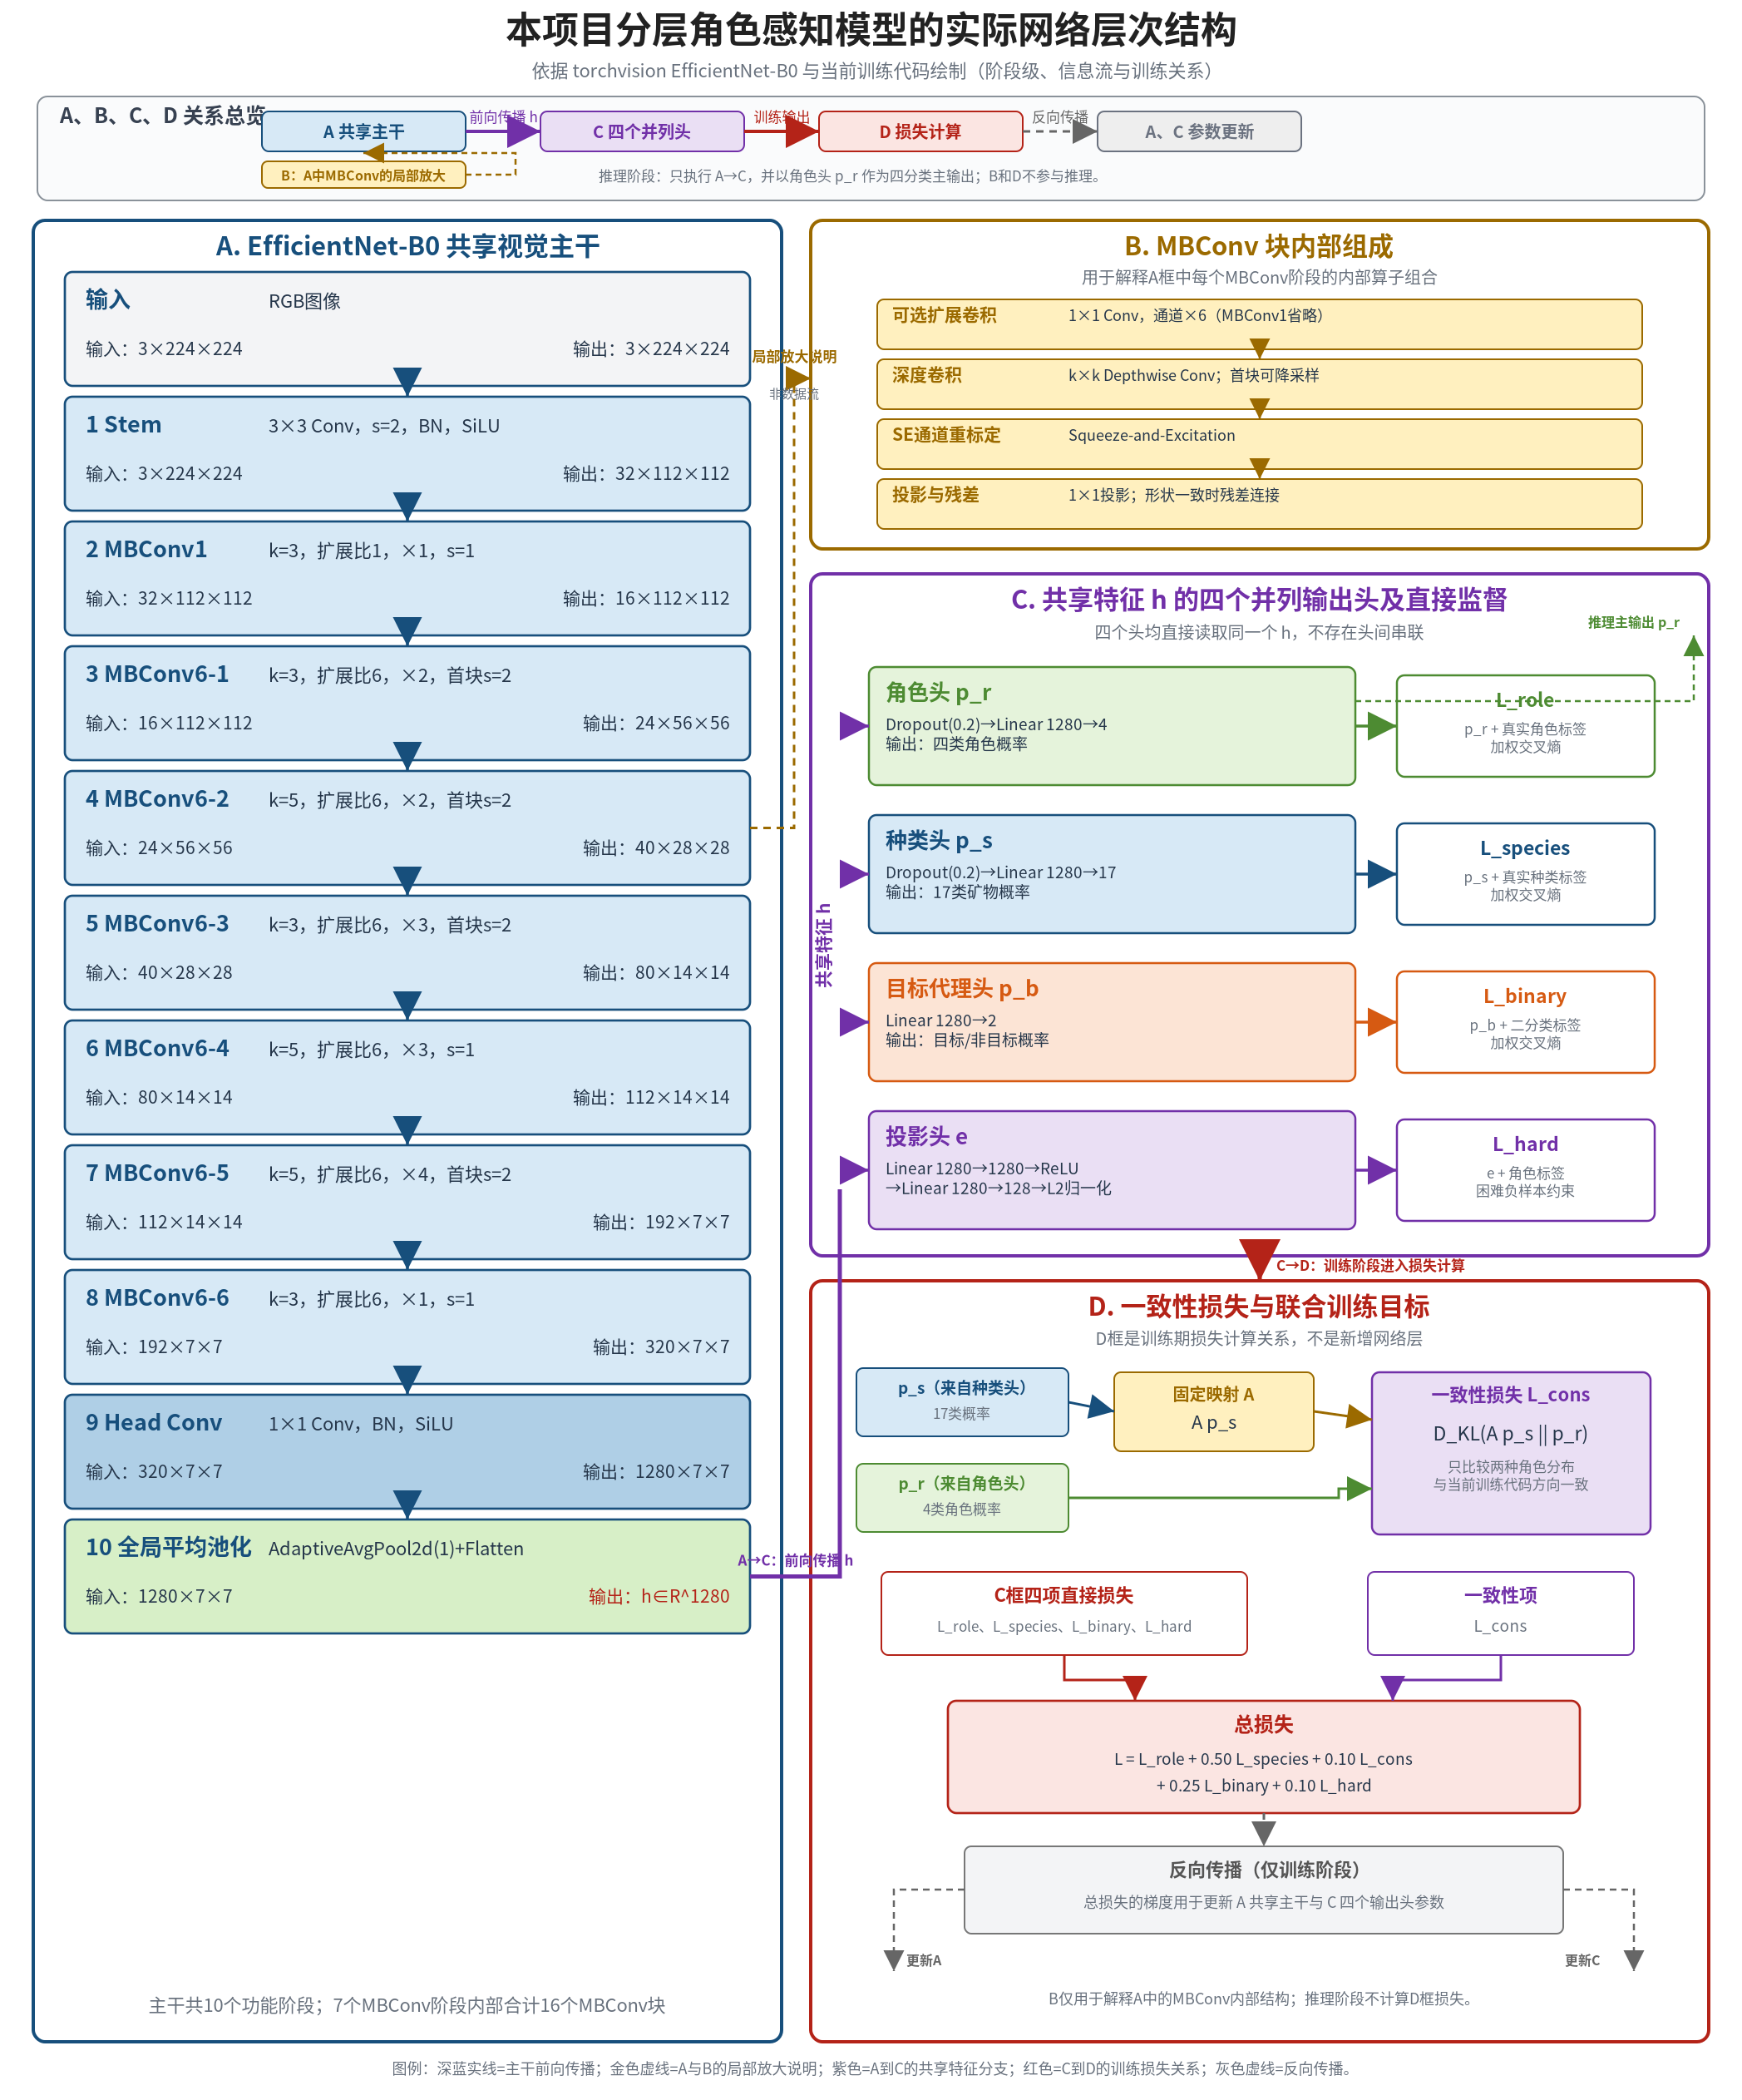 本项目分层角色感知模型的实际网络层次结构
依据 torchvision EfficientNet-B0 与当前训练代码绘制（阶段级、信息流与训练关系）
A、B、C、D 关系总览
A 共享主干
前向传播 h
C 四个并列头
训练输出
D 损失计算
反向传播
A、C 参数更新
B：A中MBConv的局部放大
推理阶段：只执行 A→C，并以角色头 p_r 作为四分类主输出；B和D不参与推理。
A. EfficientNet-B0 共享视觉主干
输入 RGB图像
输入：3×224×224 输出：3×224×224
1 Stem 3×3 Conv，s=2，BN，SiLU
输入：3×224×224 输出：32×112×112
2 MBConv1 k=3，扩展比1，×1，s=1
输入：32×112×112 输出：16×112×112
3 MBConv6-1 k=3，扩展比6，×2，首块s=2
输入：16×112×112 输出：24×56×56
4 MBConv6-2 k=5，扩展比6，×2，首块s=2
输入：24×56×56 输出：40×28×28
5 MBConv6-3 k=3，扩展比6，×3，首块s=2
输入：40×28×28 输出：80×14×14
6 MBConv6-4 k=5，扩展比6，×3，s=1
输入：80×14×14 输出：112×14×14
7 MBConv6-5 k=5，扩展比6，×4，首块s=2
输入：112×14×14 输出：192×7×7
8 MBConv6-6 k=3，扩展比6，×1，s=1
输入：192×7×7 输出：320×7×7
9 Head Conv 1×1 Conv，BN，SiLU
输入：320×7×7 输出：1280×7×7
10 全局平均池化 AdaptiveAvgPool2d(1)+Flatten
输入：1280×7×7 输出：h∈R^1280
主干共10个功能阶段；7个MBConv阶段内部合计16个MBConv块
局部放大说明
非数据流
A→C：前向传播 h
B. MBConv 块内部组成
用于解释A框中每个MBConv阶段的内部算子组合
可选扩展卷积 1×1 Conv，通道×6（MBConv1省略）
深度卷积 k×k Depthwise Conv；首块可降采样
SE通道重标定 Squeeze-and-Excitation
投影与残差 1×1投影；形状一致时残差连接
C. 共享特征 h 的四个并列输出头及直接监督
四个头均直接读取同一个 h，不存在头间串联
推理主输出 p_r
共享特征 h
角色头 p_r
Dropout(0.2)→Linear 1280→4
输出：四类角色概率
L_role
p_r + 真实角色标签
加权交叉熵
种类头 p_s
Dropout(0.2)→Linear 1280→17
输出：17类矿物概率
L_species
p_s + 真实种类标签
加权交叉熵
目标代理头 p_b
Linear 1280→2
输出：目标/非目标概率
L_binary
p_b + 二分类标签
加权交叉熵
投影头 e
Linear 1280→1280→ReLU
→Linear 1280→128→L2归一化
L_hard
e + 角色标签
困难负样本约束
C→D：训练阶段进入损失计算
D. 一致性损失与联合训练目标
D框是训练期损失计算关系，不是新增网络层
p_s（来自种类头）
17类概率
固定映射 A
A p_s
一致性损失 L_cons
D_KL(A p_s || p_r)
只比较两种角色分布
与当前训练代码方向一致
p_r（来自角色头）
4类角色概率
C框四项直接损失
L_role、L_species、L_binary、L_hard
一致性项
L_cons
总损失
L = L_role + 0.50 L_species + 0.10 L_cons
+ 0.25 L_binary + 0.10 L_hard
反向传播（仅训练阶段）
总损失的梯度用于更新 A 共享主干与 C 四个输出头参数
更新A
更新C
B仅用于解释A中的MBConv内部结构；推理阶段不计算D框损失。
图例：深蓝实线=主干前向传播；金色虚线=A与B的局部放大说明；紫色=A到C的共享特征分支；红色=C到D的训练损失关系；灰色虚线=反向传播。